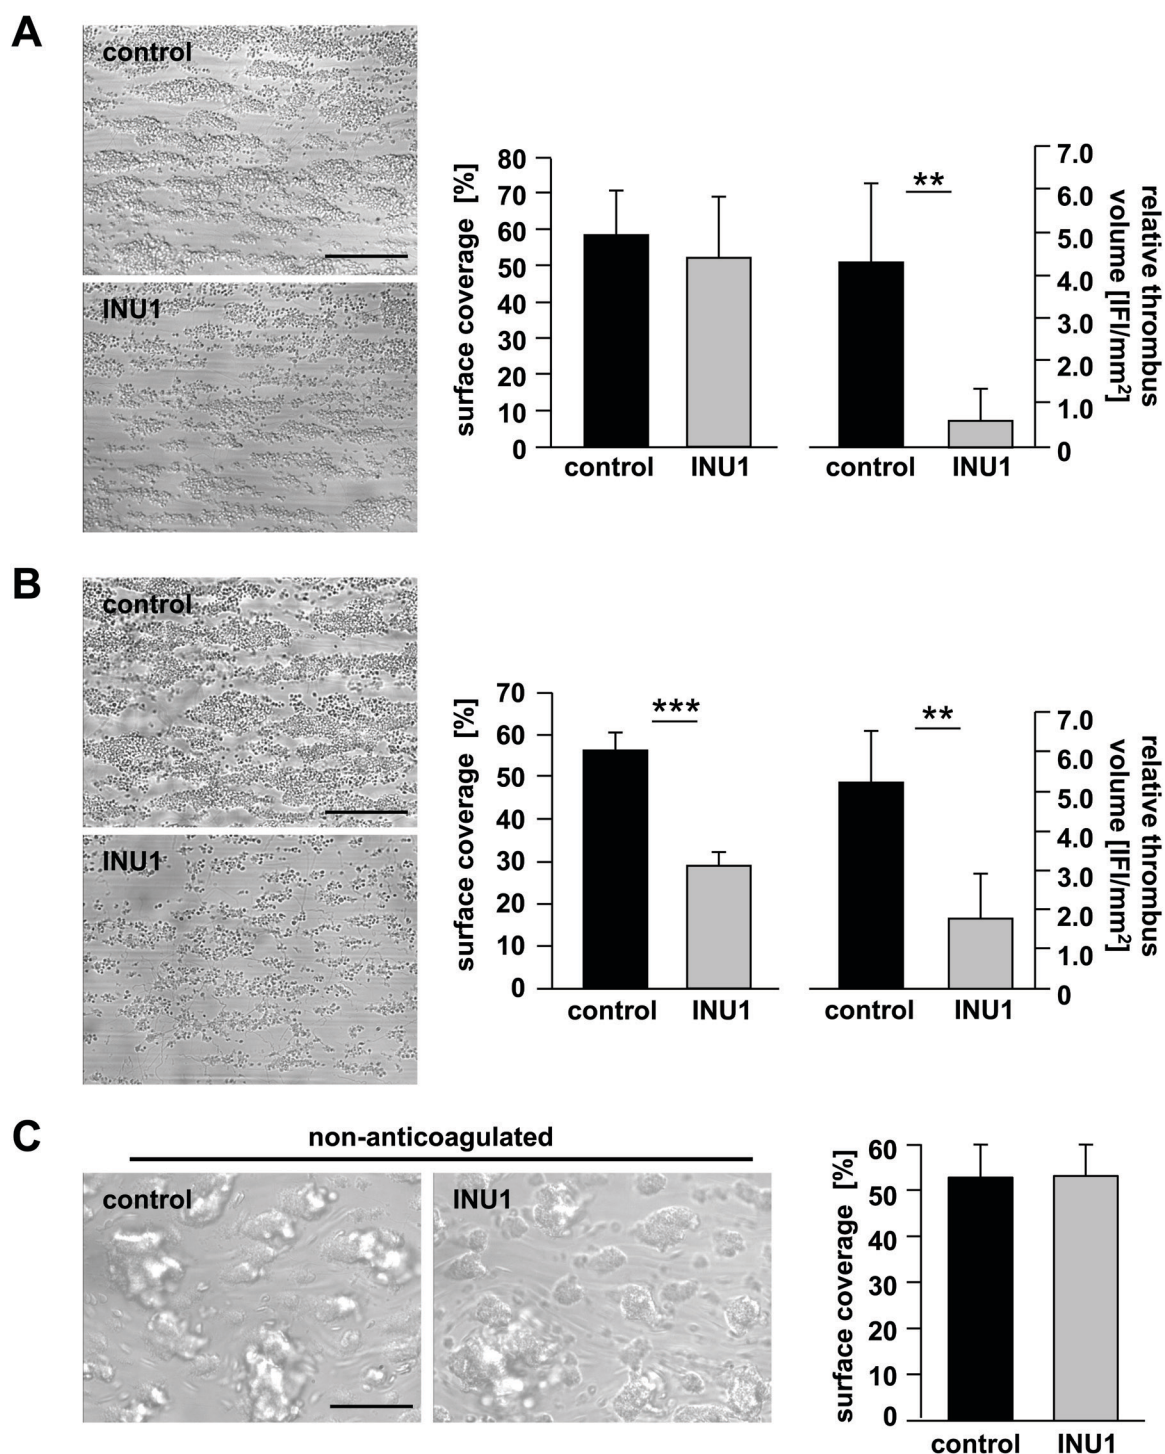 A
control
INU1
surface coverage [%]
80
70
60
50
40
30
20
10
0
control INU1
**
control INU1
7.0
6.0
5.0
4.0
3.0
2.0
1.0
0
relative thrombus
volume [IFI/mm²]
B
control
INU1
surface coverage [%]
70
60
50
40
30
20
10
0
***
control INU1
**
control INU1
7.0
6.0
5.0
4.0
3.0
2.0
1.0
0
relative thrombus
volume [IFI/mm²]
C
non-anticoagulated
control
INU1
surface coverage [%]
60
50
40
30
20
10
0
control INU1